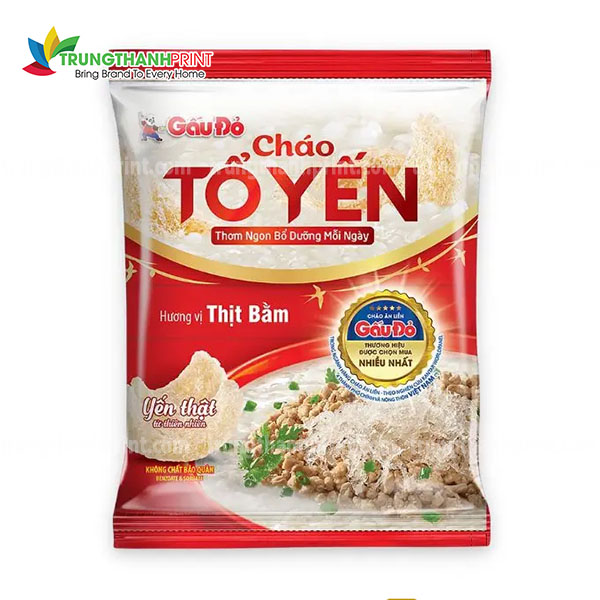 TRUNGTHANHPRINT
Bring Brand To Every Home
Gấu Đỏ
Cháo
TỔ YẾN
Thơm Ngon Bổ Dưỡng Mỗi Ngày
Hương vị Thịt Bằm
CHÁO ĂN LIỀN
Gấu Đỏ
THƯƠNG HIỆU
ĐƯỢC CHỌN MUA
NHIỀU NHẤT
Yến thật
từ thiên nhiên
KHÔNG CHẤT BẢO QUẢN